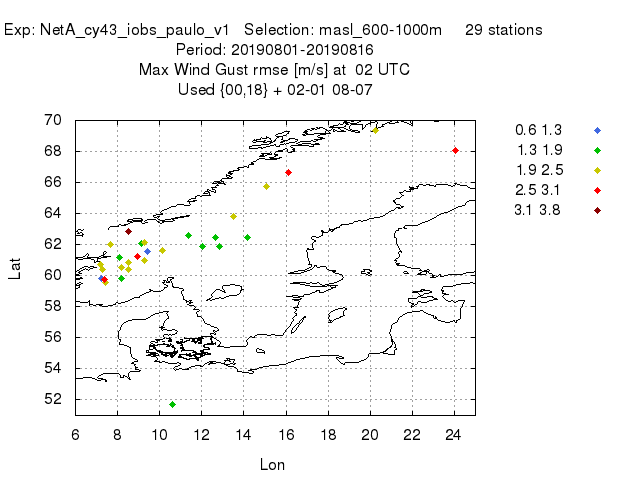 Exp: NetA_cy43_iobs_paulo_v1 Selection: masl_600-1000m 29 stations
Period: 20190801-20190816
Max Wind Gust rmse [m/s] at 02 UTC
Used {00,18} + 02-01 08-07
70
68
66
64
62
60
58
56
54
52
Lat
6 8 10 12 14 16 18 20 22 24
Lon
0.6 1.3
1.3 1.9
1.9 2.5
2.5 3.1
3.1 3.8